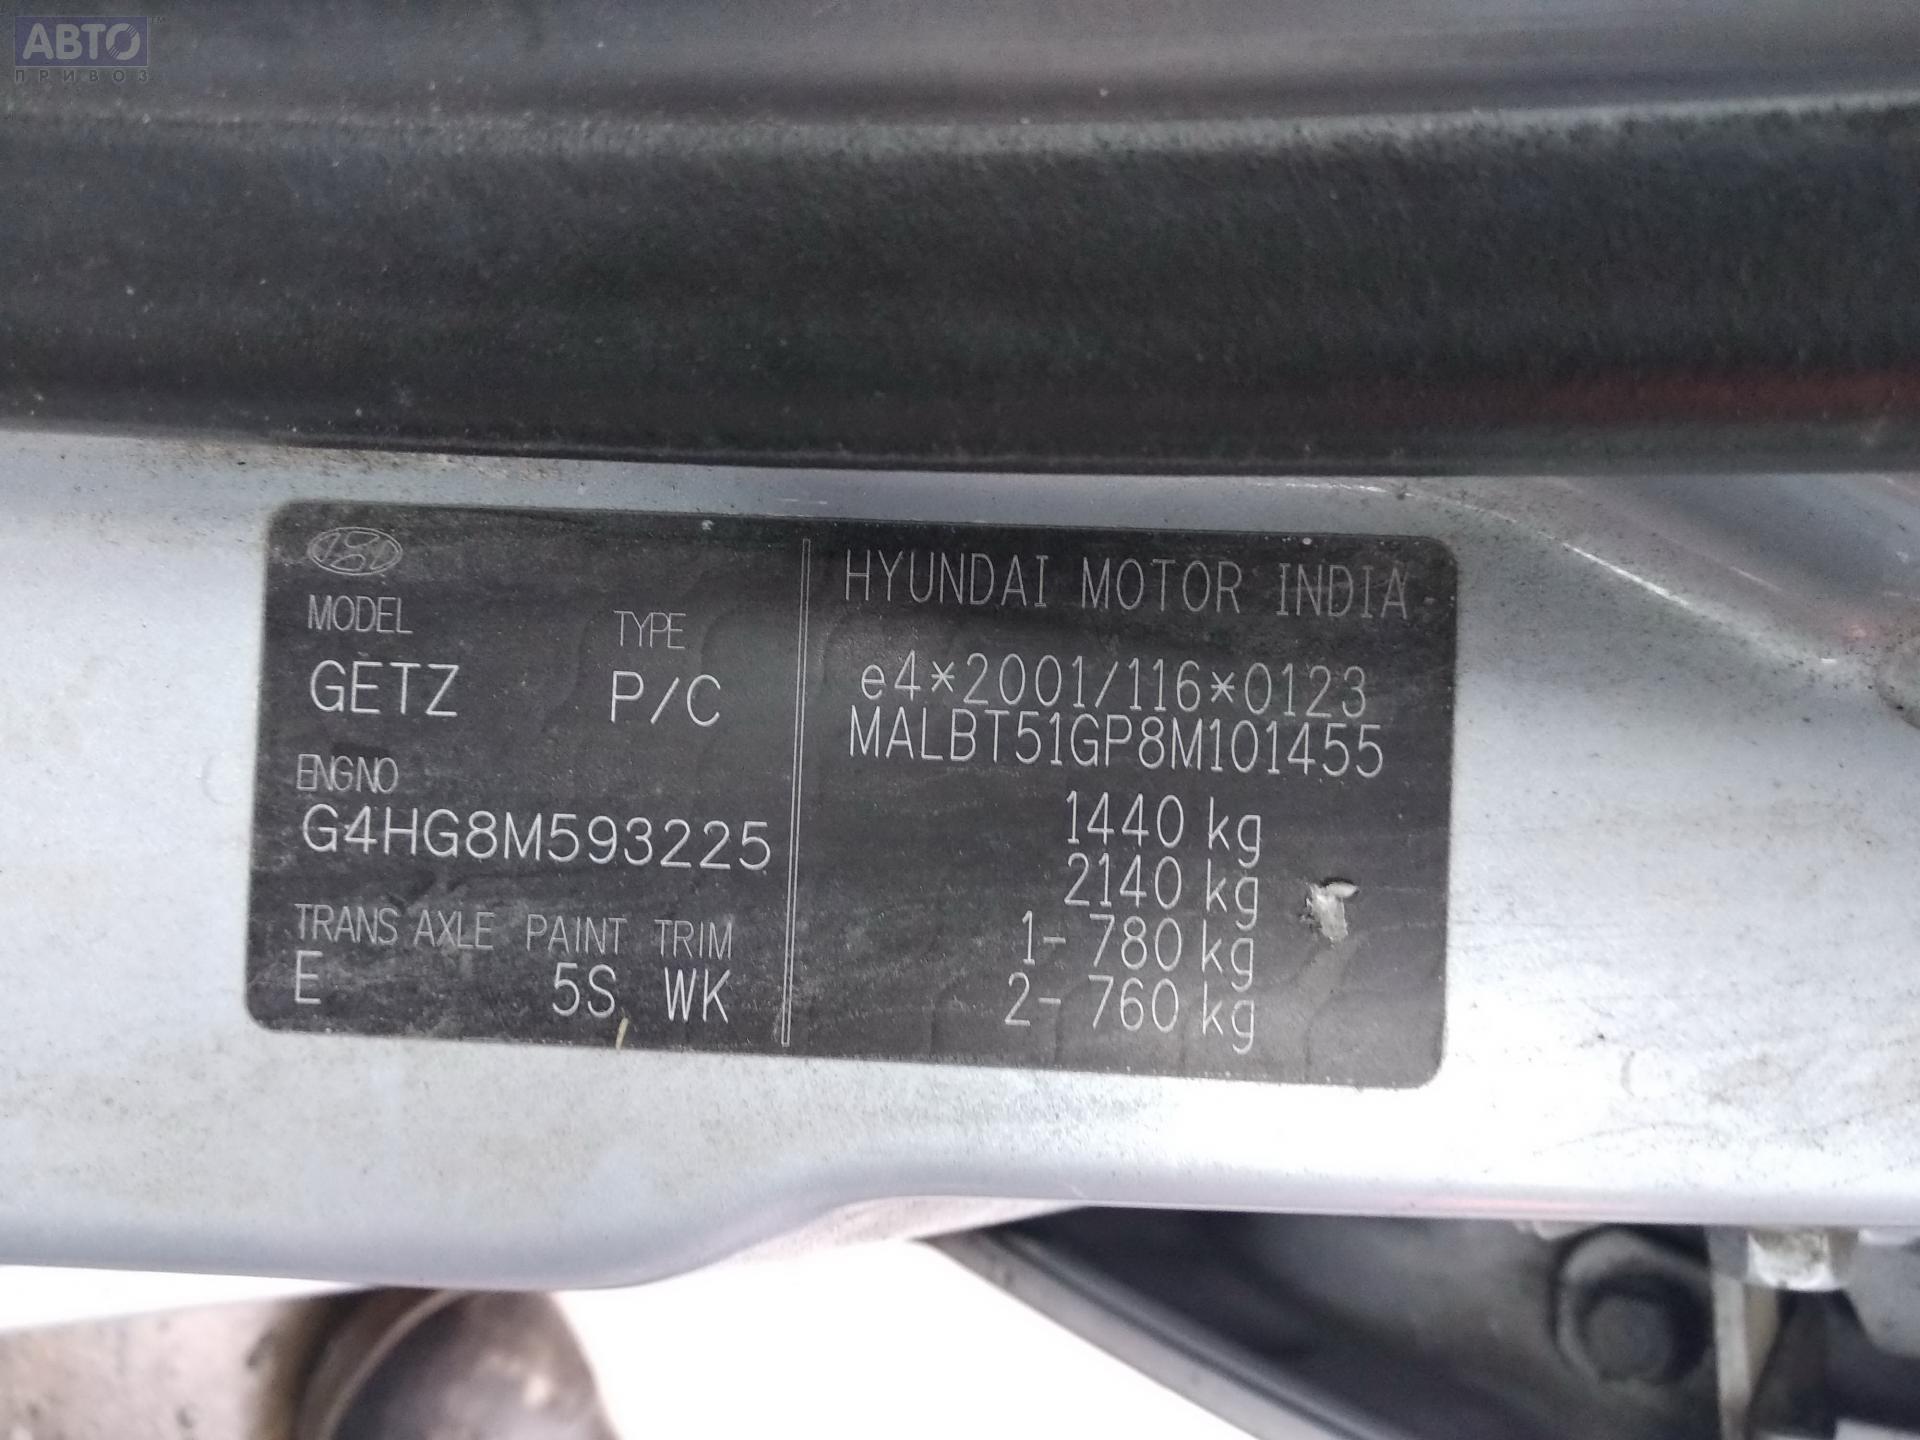 АВТО™
ПРИВОЗ
MODEL TYPE
GETZ P/C
ENGNO
G4HG8M593225
TRANS AXLE PAINT TRIM
E 5S WK
HYUNDAI MOTOR INDIA
e4*2001/116*0123
MALBT51GP8M101455
1440 kg
2140 kg
1- 780 kg
2- 760 kg